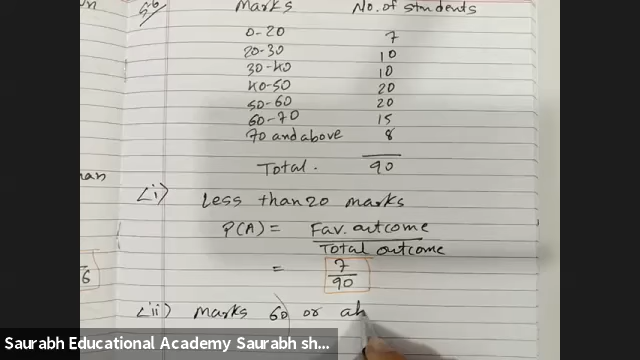 56)
Marks No. of students
0-20 7
20-30 10
30-40 10
40-50 20
50-60 20
60-70 15
70 and above 8
Total. 90
(i) Less than 20 marks
P(A) = Fav. outcome
Total outcome
= 7
90
(ii) Marks 60 or ab
6
Saurabh Educational Academy Saurabh sh...